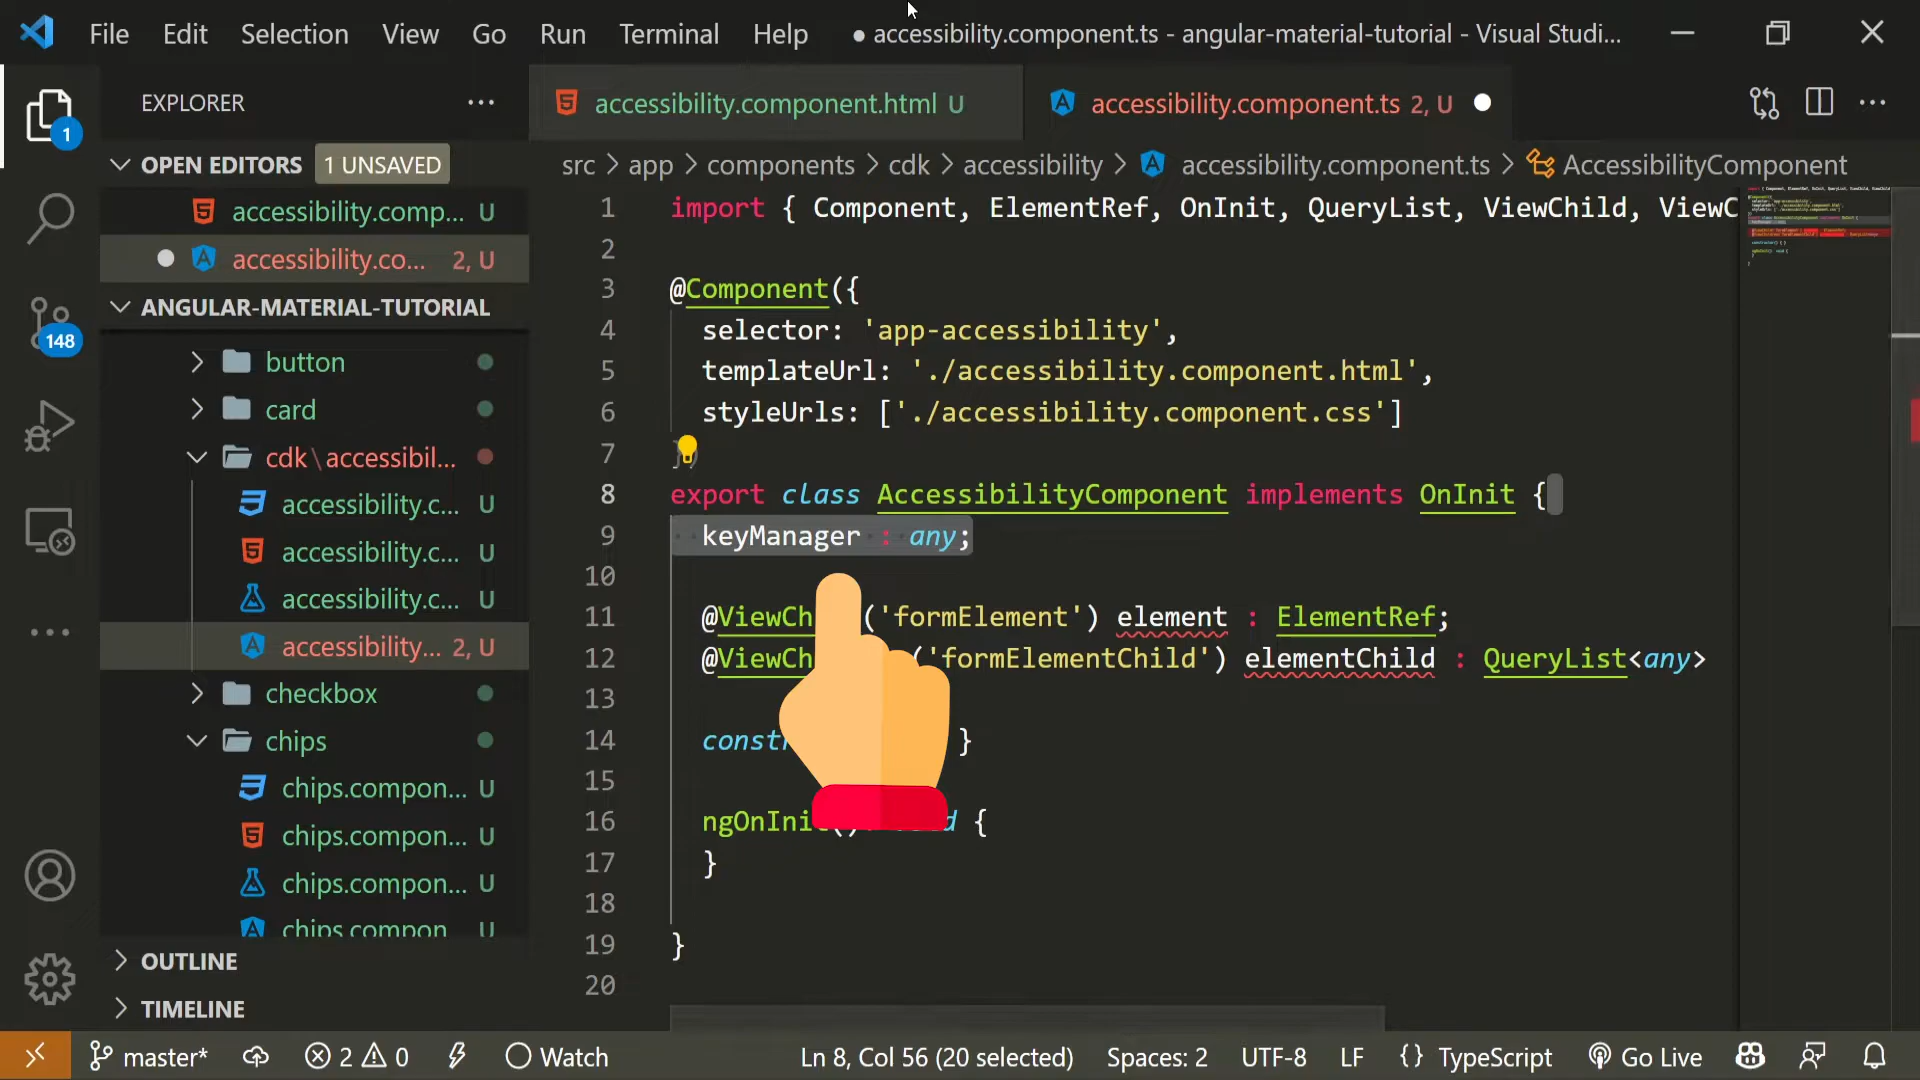 File Edit Selection View Go Run Terminal Help ● accessibility.component.ts - angular-material-tutorial - Visual Studi...
EXPLORER ...
accessibility.component.html U
accessibility.component.ts 2, U
1
OPEN EDITORS 1 UNSAVED
accessibility.comp... U
accessibility.co... 2, U
ANGULAR-MATERIAL-TUTORIAL
148
button
card
cdk\accessibil...
accessibility.c... U
accessibility.c... U
accessibility.c... U
accessibility... 2, U
checkbox
chips
chips.compon... U
chips.compon... U
chips.compon... U
chips.compon U
OUTLINE
TIMELINE
src > app > components > cdk > accessibility > accessibility.component.ts > AccessibilityComponent
1 import { Component, ElementRef, OnInit, QueryList, ViewChild, ViewC
2
3 @Component({
4 selector: 'app-accessibility',
5 templateUrl: './accessibility.component.html',
6 styleUrls: ['./accessibility.component.css']
7 })
8 export class AccessibilityComponent implements OnInit {
9 keyManager : any;
10
11 @ViewCh ('formElement') element : ElementRef;
12 @ViewCh ('formElementChild') elementChild : QueryList<any>
13
14 const }
15
16 ngOnInit() {
17 }
18
19 }
20
master* 2 0 Watch Ln 8, Col 56 (20 selected) Spaces: 2 UTF-8 LF {} TypeScript Go Live